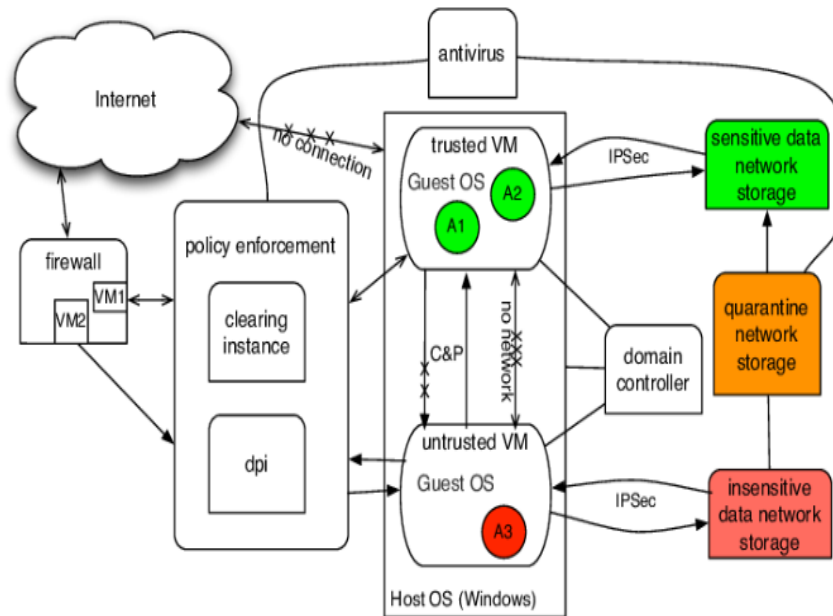 antivirus
Internet
no connection
trusted VM
Guest OS
A2
A1
IPSec
sensitive data
network
storage
policy enforcement
firewall
VM1
VM2
clearing
instance
C&P
no network
domain
controller
quarantine
network
storage
dpi
untrusted VM
Guest OS
A3
IPSec
insensitive
data network
storage
Host OS (Windows)